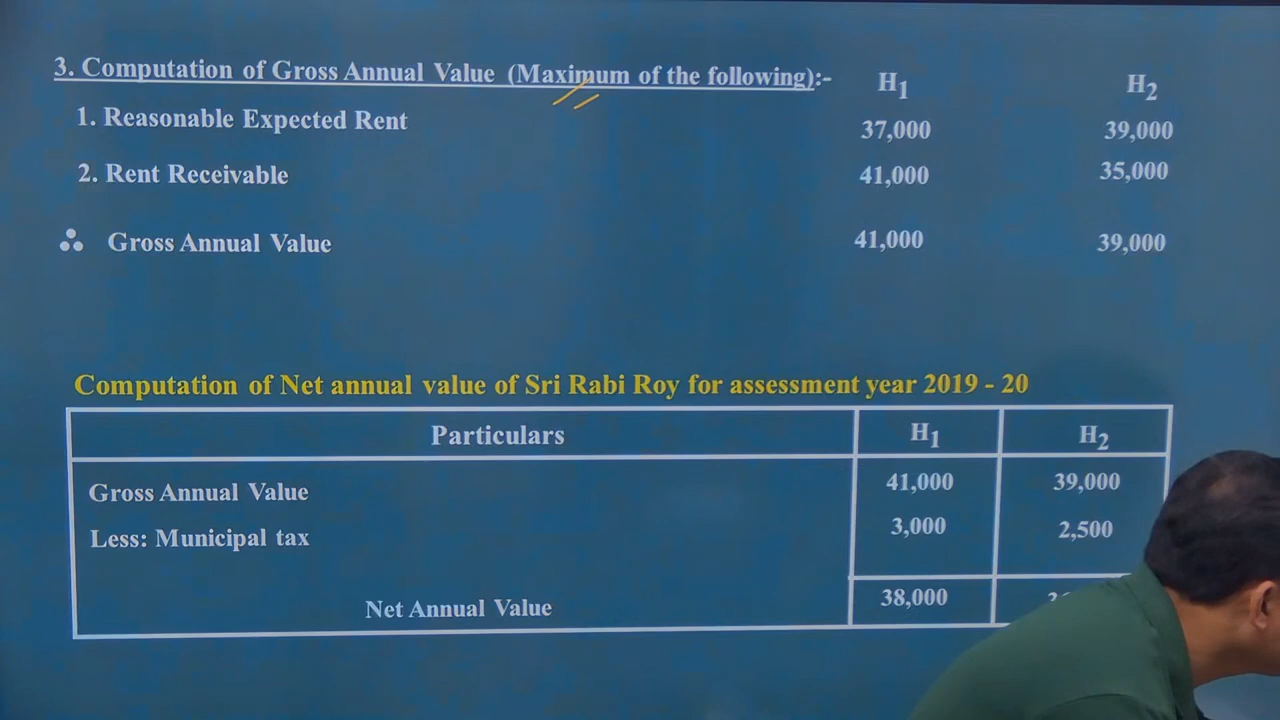 3. Computation of Gross Annual Value (Maximum of the following):- H1 H2
1. Reasonable Expected Rent 37,000 39,000
2. Rent Receivable 41,000 35,000
∴ Gross Annual Value 41,000 39,000
Computation of Net annual value of Sri Rabi Roy for assessment year 2019 - 20
Particulars H1 H2
Gross Annual Value 41,000 39,000
Less: Municipal tax 3,000 2,500
Net Annual Value 38,000